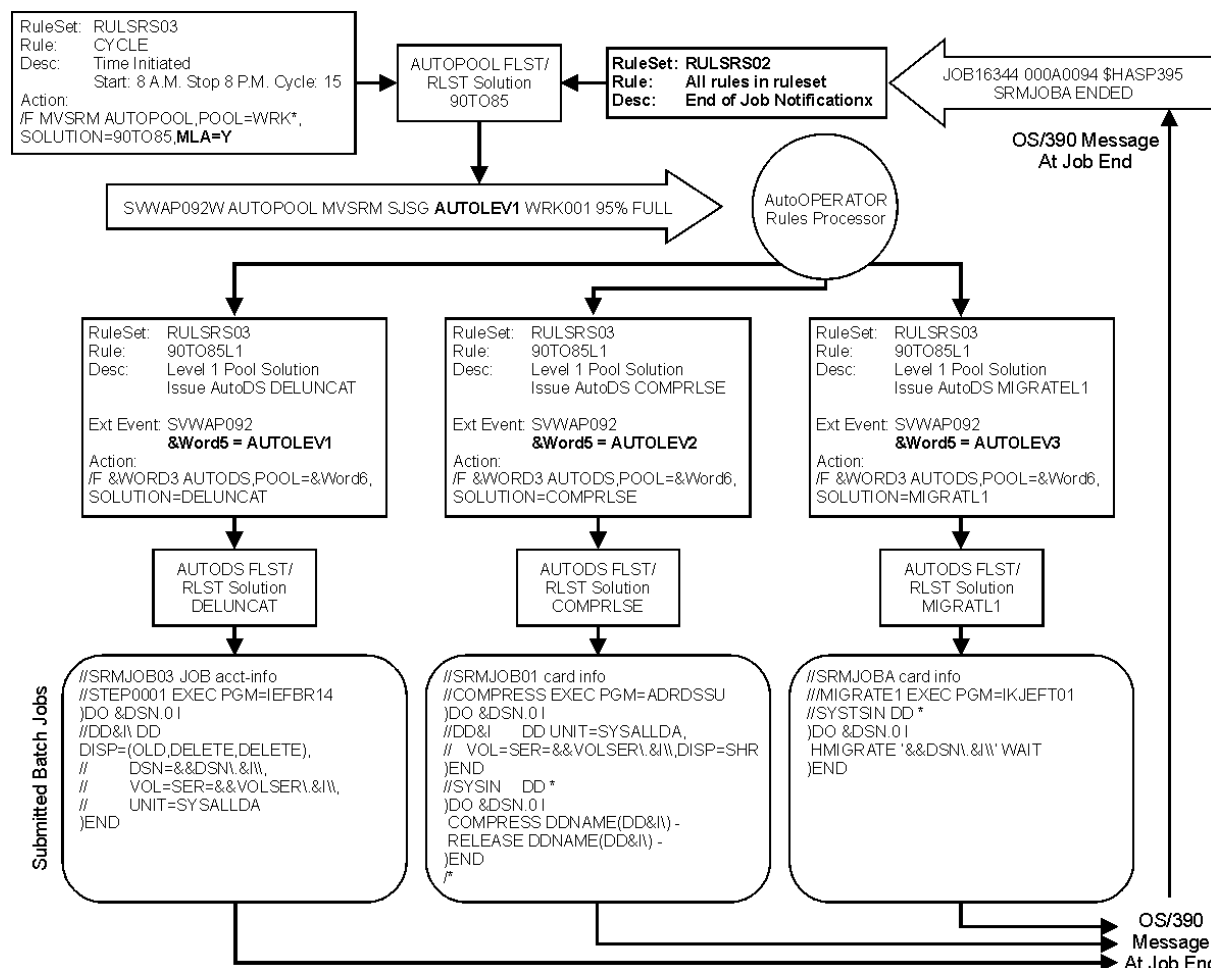 RuleSet: RULSRS03
Rule: CYCLE
Desc: Time Initiated
Start: 8 A.M. Stop 8 P.M. Cycle: 15
Action:
/F MVSRM AUTOPOOL,POOL=WRK*,
SOLUTION=90TO85,MLA=Y
AUTOPOOL FLST/
RLST Solution
90TO85
RuleSet: RULSRS02
Rule: All rules in ruleset
Desc: End of Job Notificationx
JOB16344 000A0094 $HASP395
SRMJOBA ENDED
OS/390 Message
At Job End
SVWAP092W AUTOPOOL MVSRM SJSG AUTOLEV1 WRK001 95% FULL
AutoOPERATOR
Rules Processor
RuleSet: RULSRS03
Rule: 90TO85L1
Desc: Level 1 Pool Solution
Issue AutoDS DELUNCAT
Ext Event: SVWAP092
&Word5 = AUTOLEV1
Action:
/F &WORD3 AUTODS,POOL=&Word6,
SOLUTION=DELUNCAT
RuleSet: RULSRS03
Rule: 90TO85L1
Desc: Level 1 Pool Solution
Issue AutoDS COMPRLSE
Ext Event: SVWAP092
&Word5 = AUTOLEV2
Action:
/F &WORD3 AUTODS,POOL=&Word6,
SOLUTION=COMPRLSE
RuleSet: RULSRS03
Rule: 90TO85L1
Desc: Level 1 Pool Solution
Issue AutoDS MIGRATEL1
Ext Event: SVWAP092
&Word5 = AUTOLEV3
Action:
/F &WORD3 AUTODS,POOL=&Word6,
SOLUTION=MIGRATL1
AUTODS FLST/
RLST Solution
DELUNCAT
AUTODS FLST/
RLST Solution
COMPRLSE
AUTODS FLST/
RLST Solution
MIGRATL1
Submitted Batch Jobs
//SRMJOB03 JOB acct-info
//STEP0001 EXEC PGM=IEFBR14
)DO &DSN.0 I
//DD&I\ DD
DISP=(OLD,DELETE,DELETE),
// DSN=&&DSN\.&I\\,
// VOL=SER=&&VOLSER\.&I\\,
// UNIT=SYSALLDA
)END
//SRMJOB01 card info
//COMPRESS EXEC PGM=ADRDSSU
)DO &DSN.0 I
//DD&I DD UNIT=SYSALLDA,
// VOL=SER=&&VOLSER\.&I\\,DISP=SHR
)END
//SYSIN DD *
)DO &DSN.0 I
COMPRESS DDNAME(DD&I\) -
RELEASE DDNAME(DD&I\) -
)END
/*
//SRMJOBA card info
///MIGRATE1 EXEC PGM=IKJEFT01
//SYSTSIN DD *
)DO &DSN.0 I
HMIGRATE '&&DSN\.&I\\' WAIT
)END
OS/390
Message
At Job End